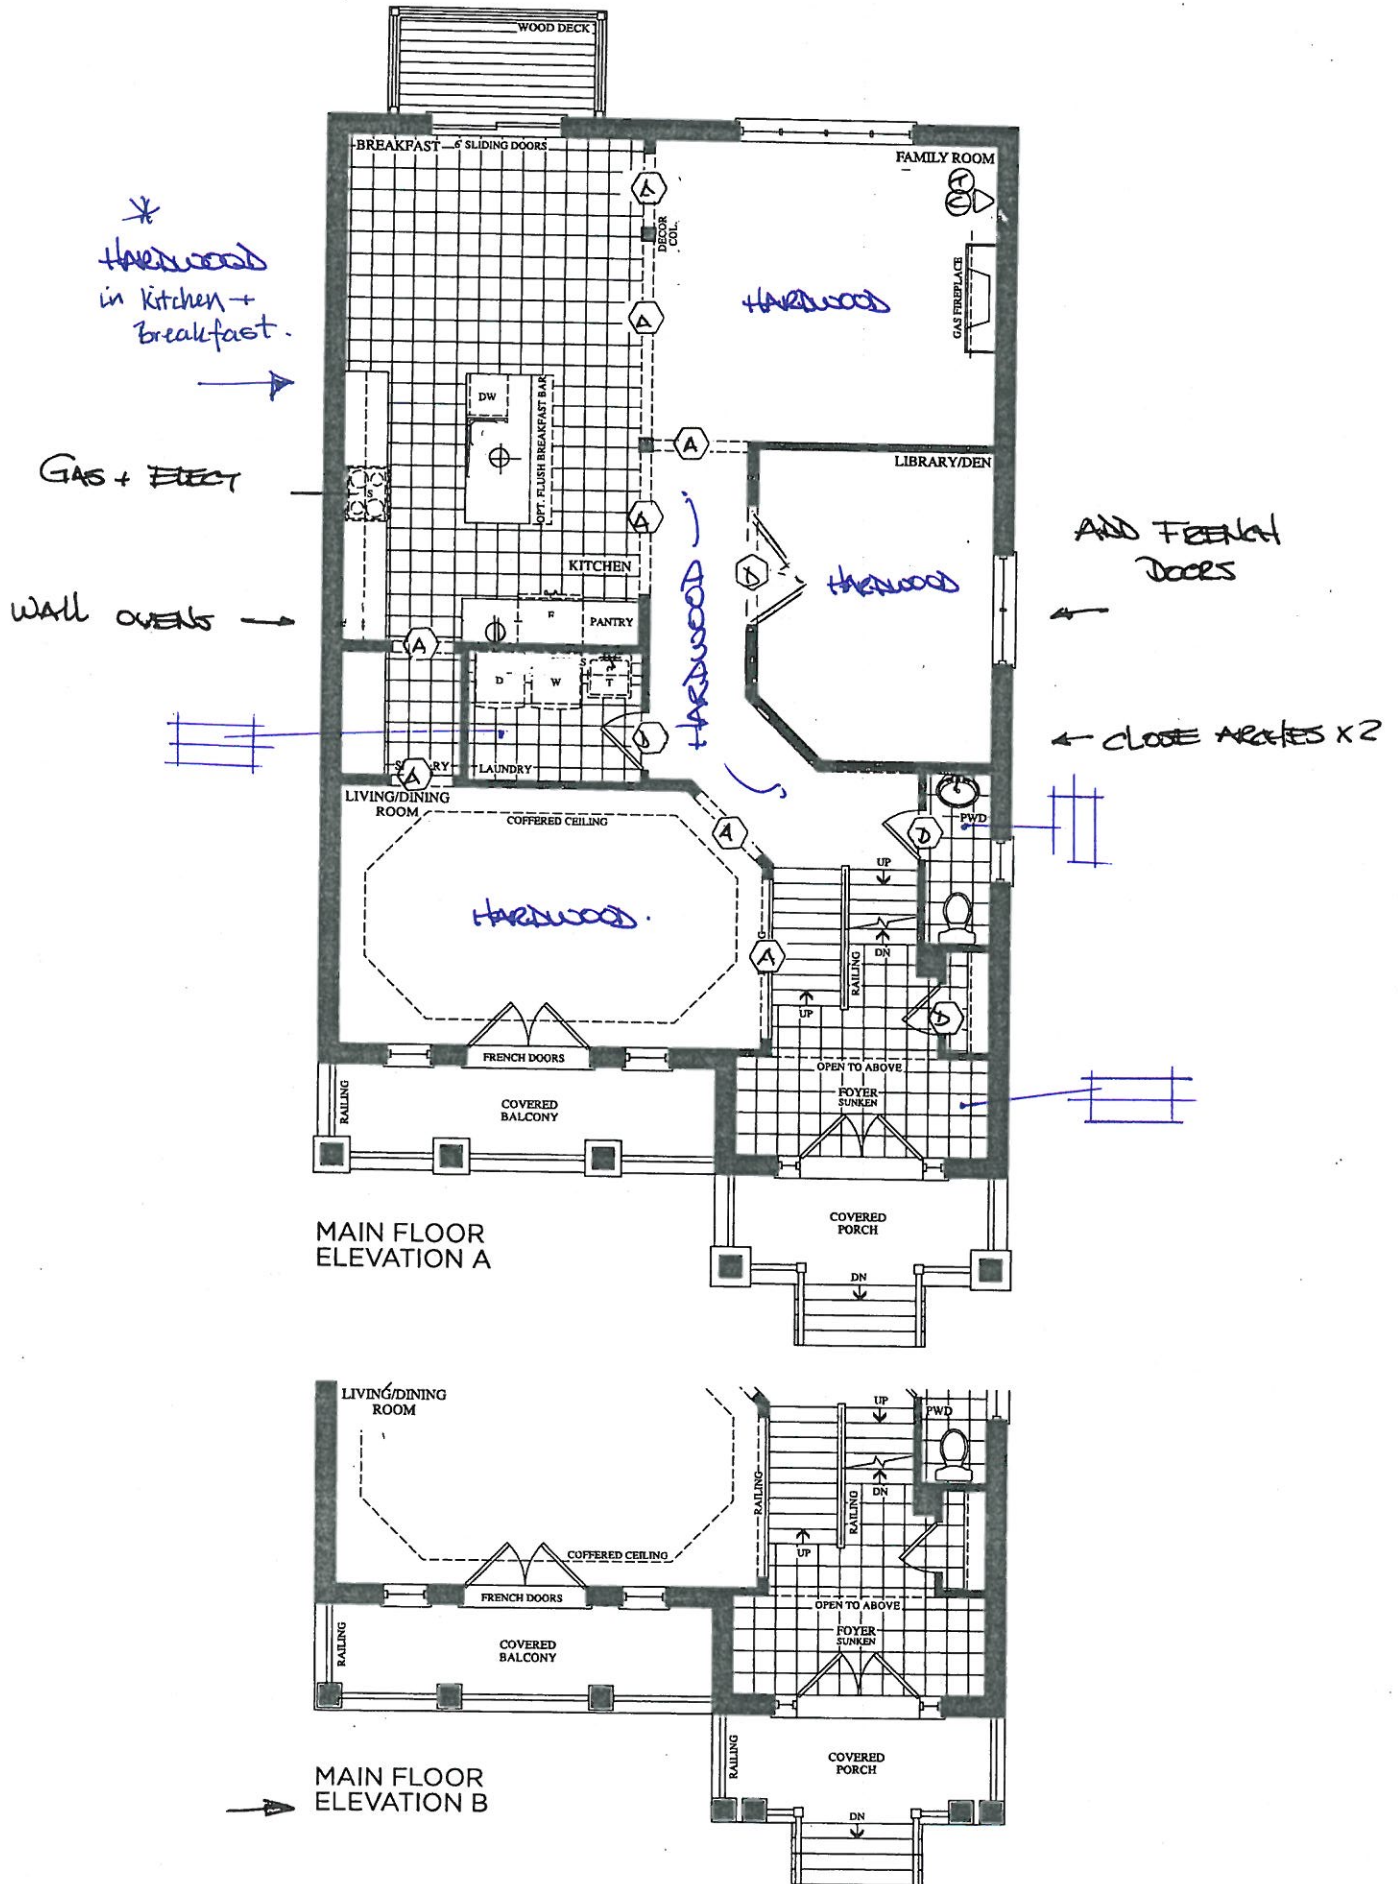 WOOD DECK
BREAKFAST
6' SLIDING DOORS
FAMILY ROOM
A
DECOR
COL.
A
*
HARDWOOD
in kitchen +
Breakfast.
HARDWOOD
GAS FIREPLACE
DW
OPT. FLUSH BREAKFAST BAR
A
LIBRARY/DEN
GAS + ELECT
S
A
ADD FRENCH
DOORS
KITCHEN
D
HARDWOOD
HARDWOOD
WALL OVENS
F
PANTRY
A
D
W
S
T
D
CLOSE ARCHES X 2
LAUNDRY
A
LIVING/DINING
ROOM
COFFERED CEILING
A
D
PWD
UP
HARDWOOD.
DN
A
RAILING
UP
D
FRENCH DOORS
OPEN TO ABOVE
FOYER
SUNKEN
RAILING
COVERED
BALCONY
MAIN FLOOR
ELEVATION A
COVERED
PORCH
DN
LIVING/DINING
ROOM
UP
PWD
RAILING
DN
RAILING
UP
COFFERED CEILING
FRENCH DOORS
OPEN TO ABOVE
FOYER
SUNKEN
RAILING
COVERED
BALCONY
MAIN FLOOR
ELEVATION B
RAILING
COVERED
PORCH
DN